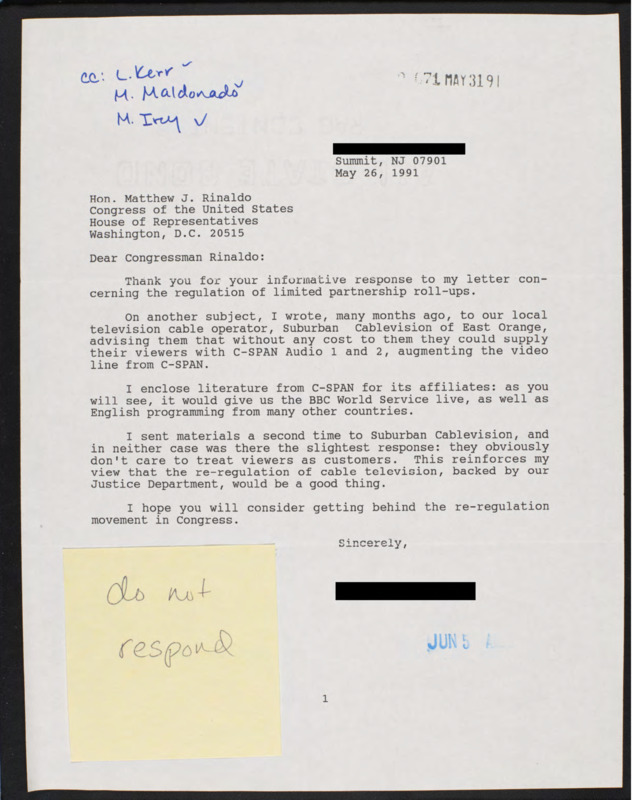 cc: L. Kerr ✓
M. Maldonado ✓
M. Irey ✓
MAY 31 91
Summit, NJ 07901
May 26, 1991
Hon. Matthew J. Rinaldo
Congress of the United States
House of Representatives
Washington, D.C. 20515
Dear Congressman Rinaldo:
Thank you for your informative response to my letter con-
cerning the regulation of limited partnership roll-ups.
On another subject, I wrote, many months ago, to our local
television cable operator, Suburban Cablevision of East Orange,
advising them that without any cost to them they could supply
their viewers with C-SPAN Audio 1 and 2, augmenting the video
line from C-SPAN.
I enclose literature from C-SPAN for its affiliates: as you
will see, it would give us the BBC World Service live, as well as
English programming from many other countries.
I sent materials a second time to Suburban Cablevision, and
in neither case was there the slightest response: they obviously
don't care to treat viewers as customers. This reinforces my
view that the re-regulation of cable television, backed by our
Justice Department, would be a good thing.
I hope you will consider getting behind the re-regulation
movement in Congress.
Sincerely,
do not
respond
JUN 5
1